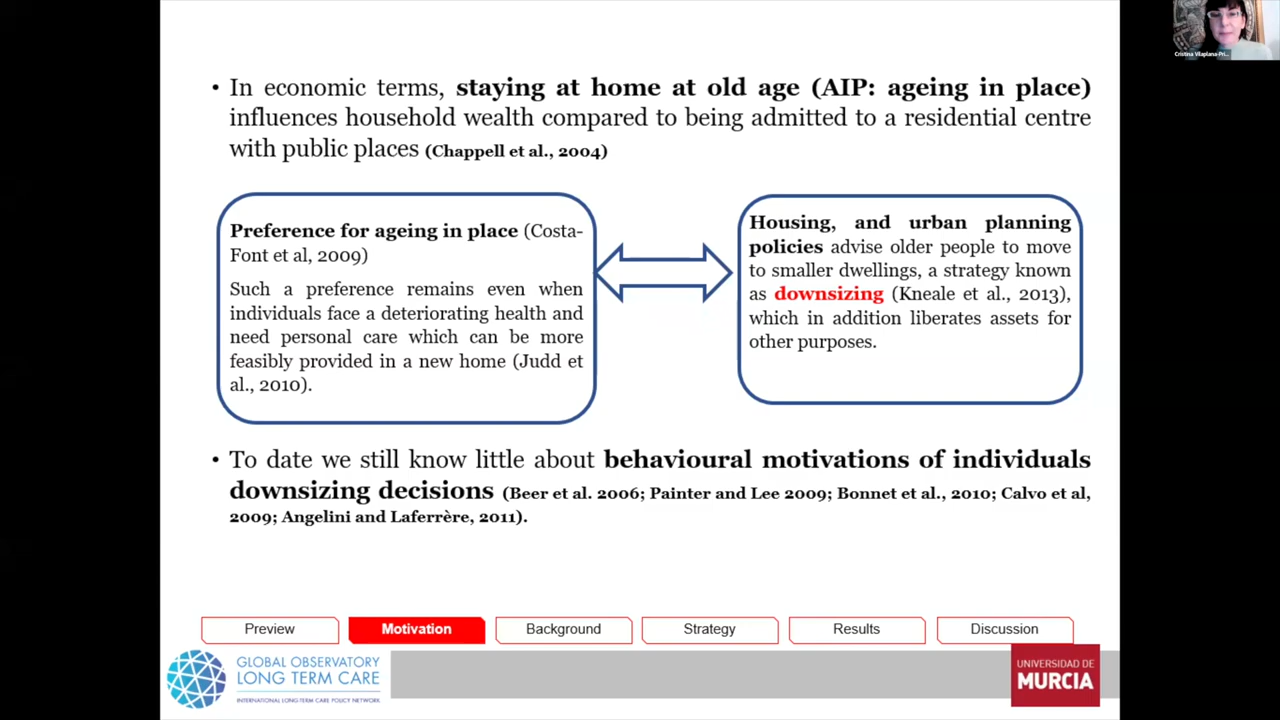 Cristina Vilaplana-Pri...
• In economic terms, staying at home at old age (AIP: ageing in place)
influences household wealth compared to being admitted to a residential centre
with public places (Chappell et al., 2004)
Preference for ageing in place (Costa-
Font et al, 2009)
Such a preference remains even when
individuals face a deteriorating health and
need personal care which can be more
feasibly provided in a new home (Judd et
al., 2010).
Housing, and urban planning
policies advise older people to move
to smaller dwellings, a strategy known
as downsizing (Kneale et al., 2013),
which in addition liberates assets for
other purposes.
• To date we still know little about behavioural motivations of individuals
downsizing decisions (Beer et al. 2006; Painter and Lee 2009; Bonnet et al., 2010; Calvo et al,
2009; Angelini and Laferrère, 2011).
Preview
Motivation
Background
Strategy
Results
Discussion
GLOBAL OBSERVATORY
LONG TERM CARE
INTERNATIONAL LONG-TERM CARE POLICY NETWORK
UNIVERSIDAD DE
MURCIA